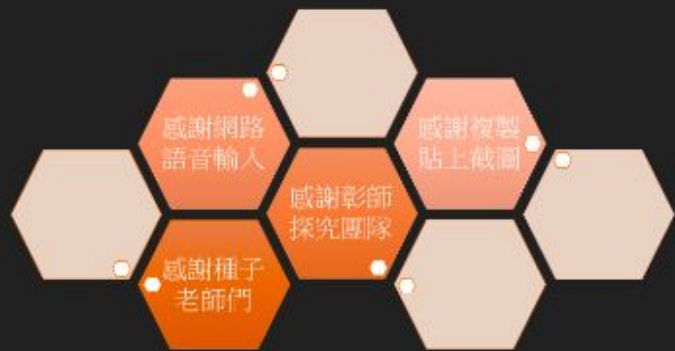 感謝網路
語音輸入
感謝複製
貼上截圖
感謝彰師
探究團隊
感謝種子
老師們